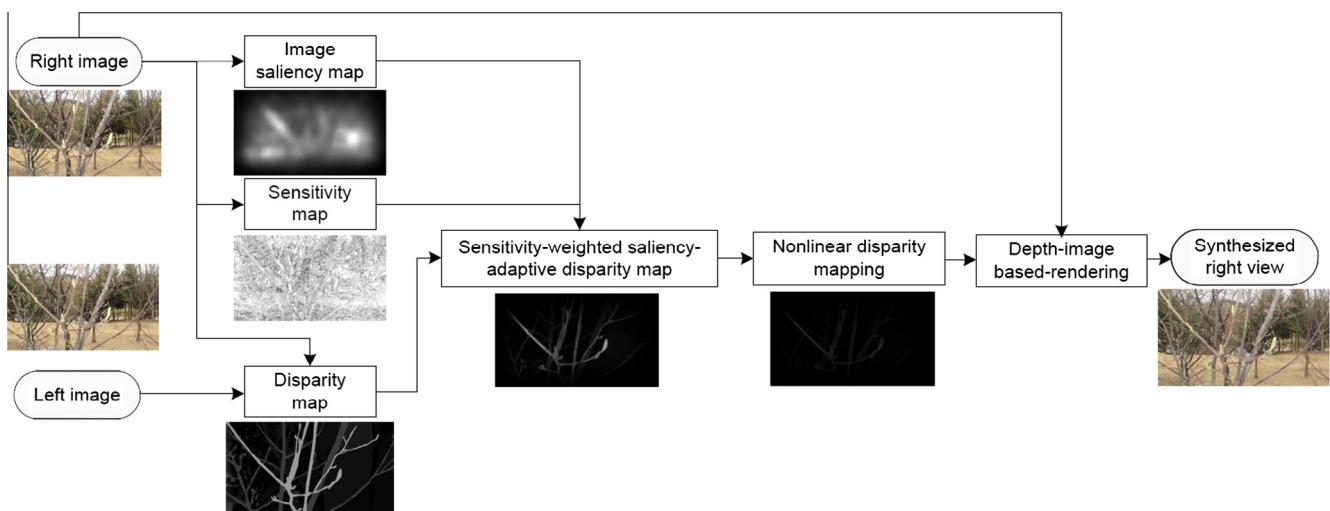 Right image
Image
saliency map
Sensitivity
map
Sensitivity-weighted saliency-
adaptive disparity map
Nonlinear disparity
mapping
Depth-image
based-rendering
Synthesized
right view
Left image
Disparity
map